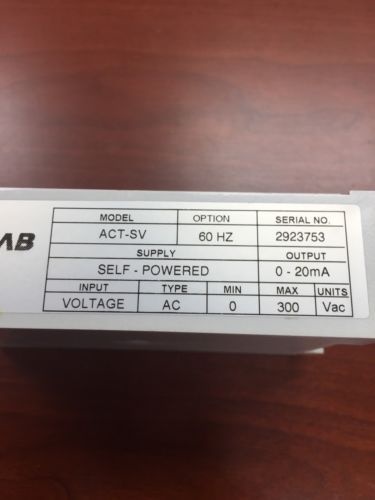 MODEL OPTION SERIAL NO.
ACT-SV 60 HZ 2923753
SUPPLY OUTPUT
SELF - POWERED 0 - 20mA
INPUT TYPE MIN MAX UNITS
VOLTAGE AC 0 300 Vac